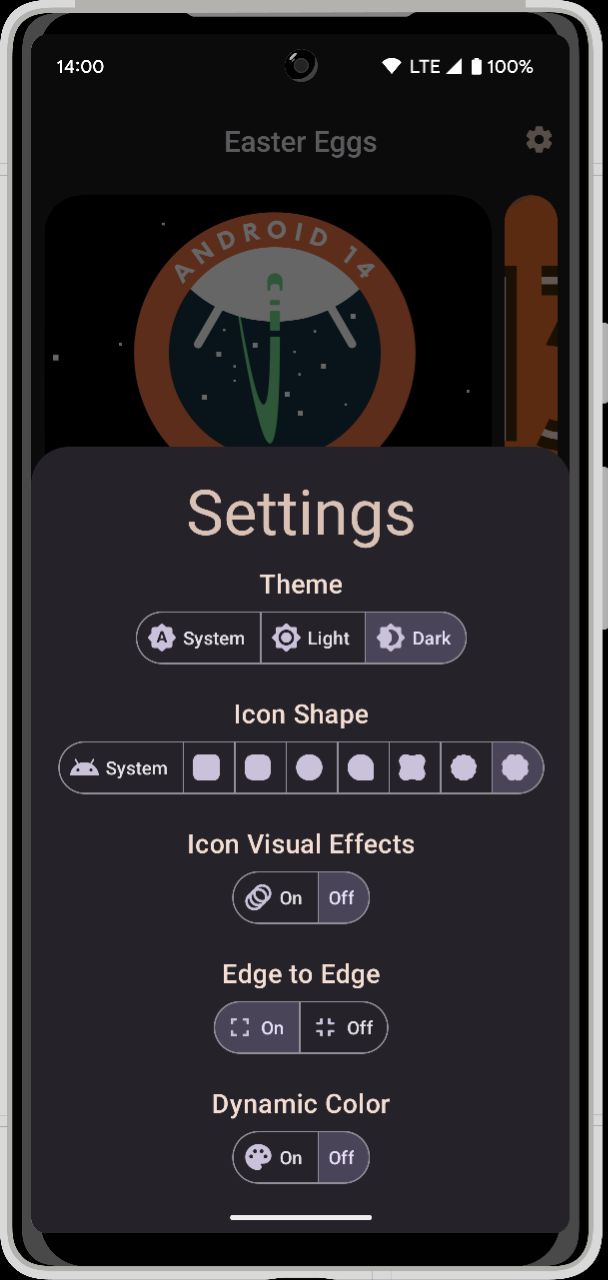 14:00 LTE 100%
Easter Eggs
ANDROID 14
Settings
Theme
System Light Dark
Icon Shape
System
Icon Visual Effects
On Off
Edge to Edge
On Off
Dynamic Color
On Off